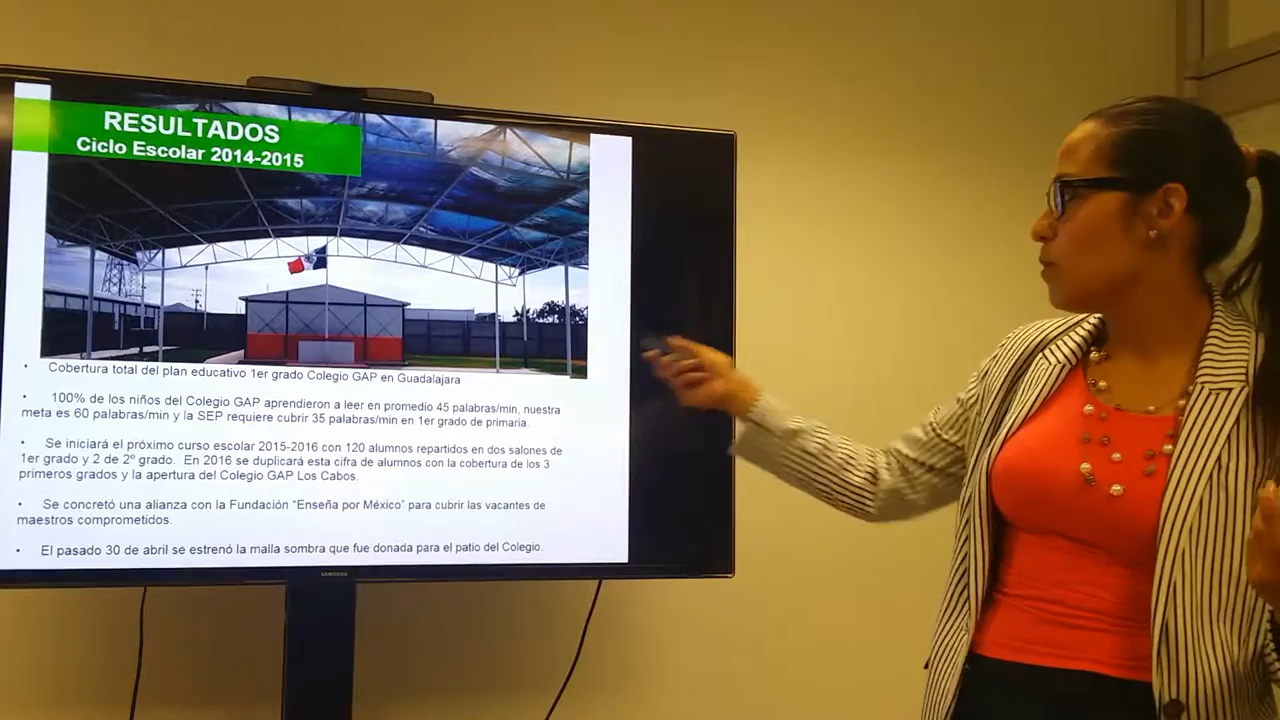 RESULTADOS
Ciclo Escolar 2014-2015
• Cobertura total del plan educativo 1er grado Colegio GAP en Guadalajara
• 100% de los niños del Colegio GAP aprendieron a leer en promedio 45 palabras/min, nuestra
meta es 60 palabras/min y la SEP requiere cubrir 35 palabras/min en 1er grado de primaria.
• Se iniciará el próximo curso escolar 2015-2016 con 120 alumnos repartidos en dos salones de
1er grado y 2 de 2º grado. En 2016 se duplicará esta cifra de alumnos con la cobertura de los 3
primeros grados y la apertura del Colegio GAP Los Cabos.
• Se concretó una alianza con la Fundación "Enseña por México" para cubrir las vacantes de
maestros comprometidos.
• El pasado 30 de abril se estrenó la malla sombra que fue donada para el patio del Colegio.
SAMSUNG